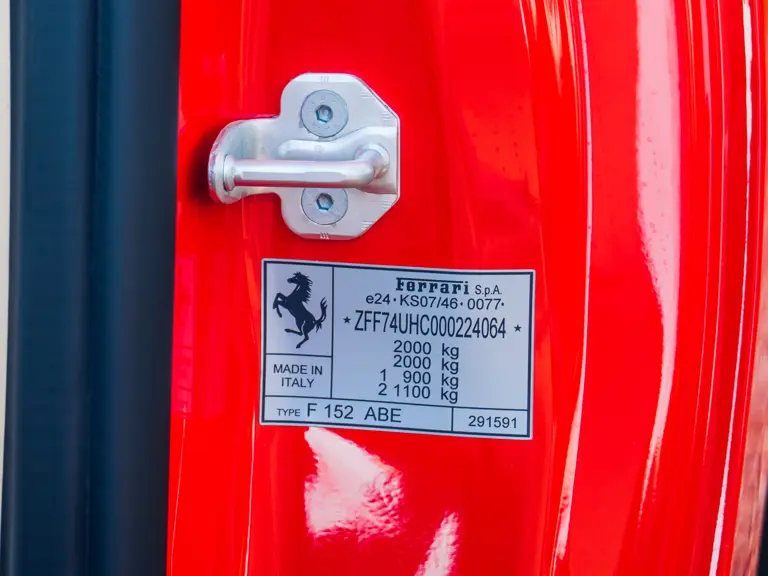 Ferrari S.p.A.
e24 · KS07/46 · 0077 ·
* ZFF74UHC000224064 *
2000 kg
2000 kg
1 900 kg
2 1100 kg
MADE IN
ITALY
TYPE F 152 ABE
291591